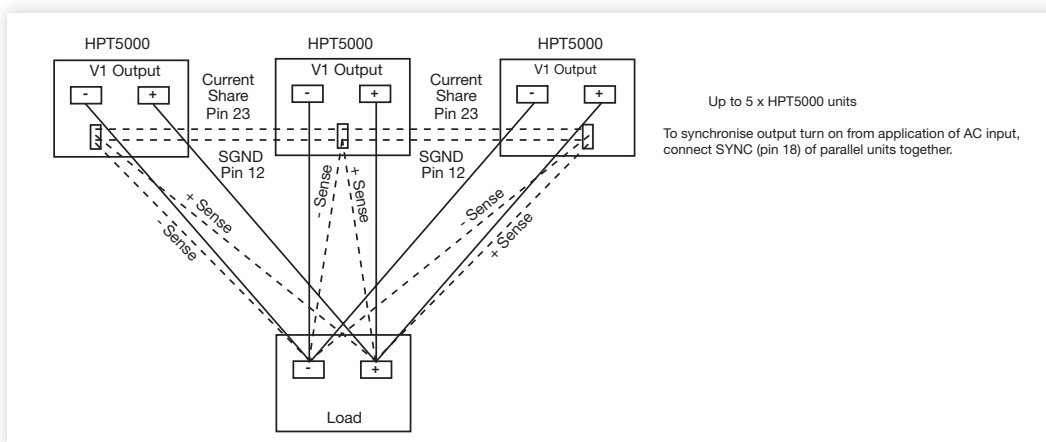 HPT5000
HPT5000
HPT5000
V1 Output
V1 Output
V1 Output
- +
- +
- +
Current
Share
Pin 23
Current
Share
Pin 23
SGND
Pin 12
SGND
Pin 12
+ Sense
- Sense
- Sense
+ Sense
- Sense
+ Sense
- +
Load
Up to 5 x HPT5000 units
To synchronise output turn on from application of AC input,
connect SYNC (pin 18) of parallel units together.